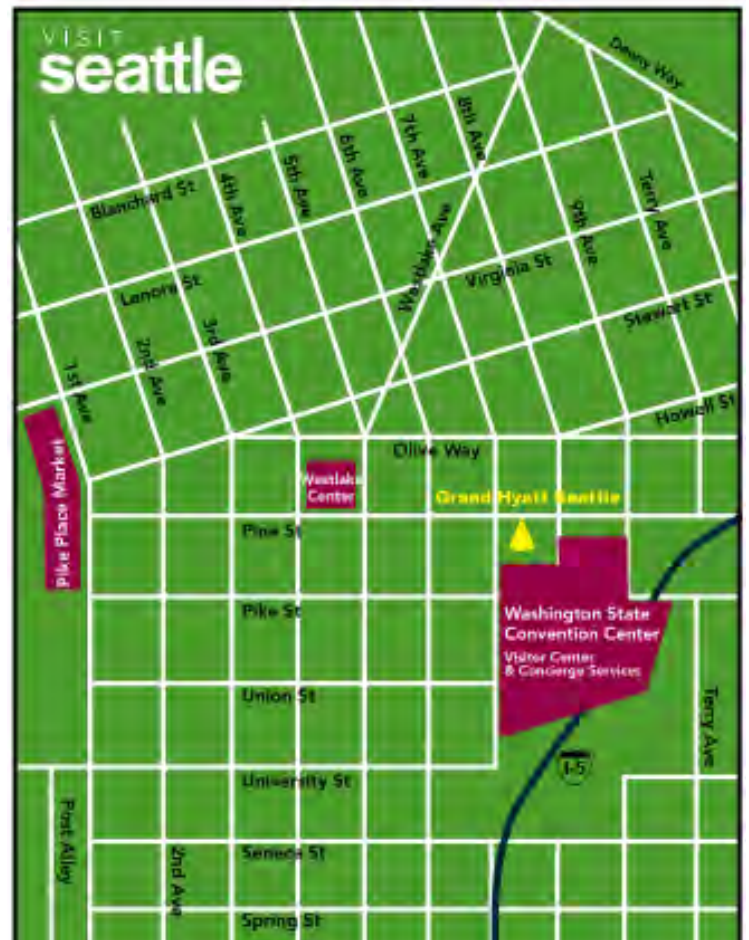 VISIT
seattle
Denny Way
8th Ave
7th Ave
6th Ave
5th Ave
4th Ave
Blanchard St
Terry Ave
9th Ave
Westlake Ave
Virginia St
Lenora St
Stewart St
3rd Ave
2nd Ave
1st Ave
Howell St
Olive Way
Westlake
Center
Grand Hyatt Seattle
Pike Place Market
Pine St
Pike St
Washington State
Convention Center
Visitor Center
& Concierge Services
Union St
Terry Ave
I-5
University St
Post Alley
2nd Ave
Seneca St
Spring St